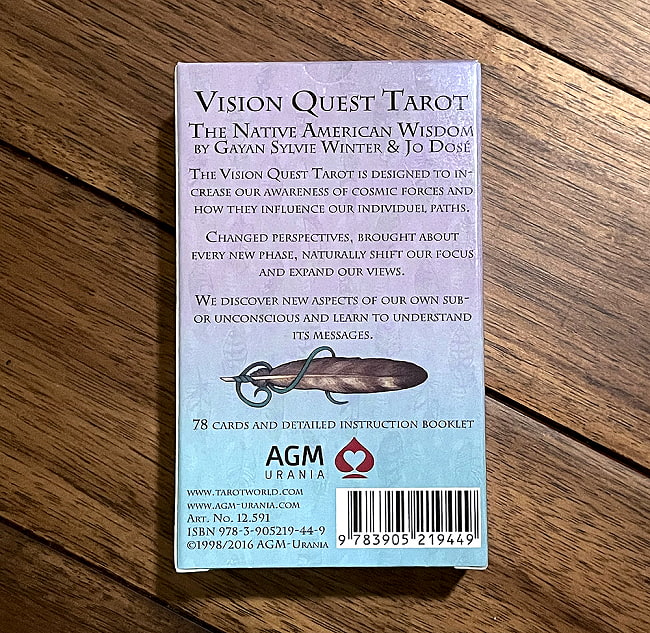 Vision Quest Tarot
The Native American Wisdom
by Gayan Sylvie Winter & Jo Dosé
The Vision Quest Tarot is designed to in-
crease our awareness of cosmic forces and
how they influence our individuel paths.
Changed perspectives, brought about
every new phase, naturally shift our focus
and expand our views.
We discover new aspects of our own sub-
or unconscious and learn to understand
its messages.
78 cards and detailed instruction booklet
AGM
URANIA
www.tarotworld.com
www.agm-urania.com
Art. No. 12.591
ISBN 978-3-905219-44-9
©1998/2016 AGM-Urania
9 783905 219449